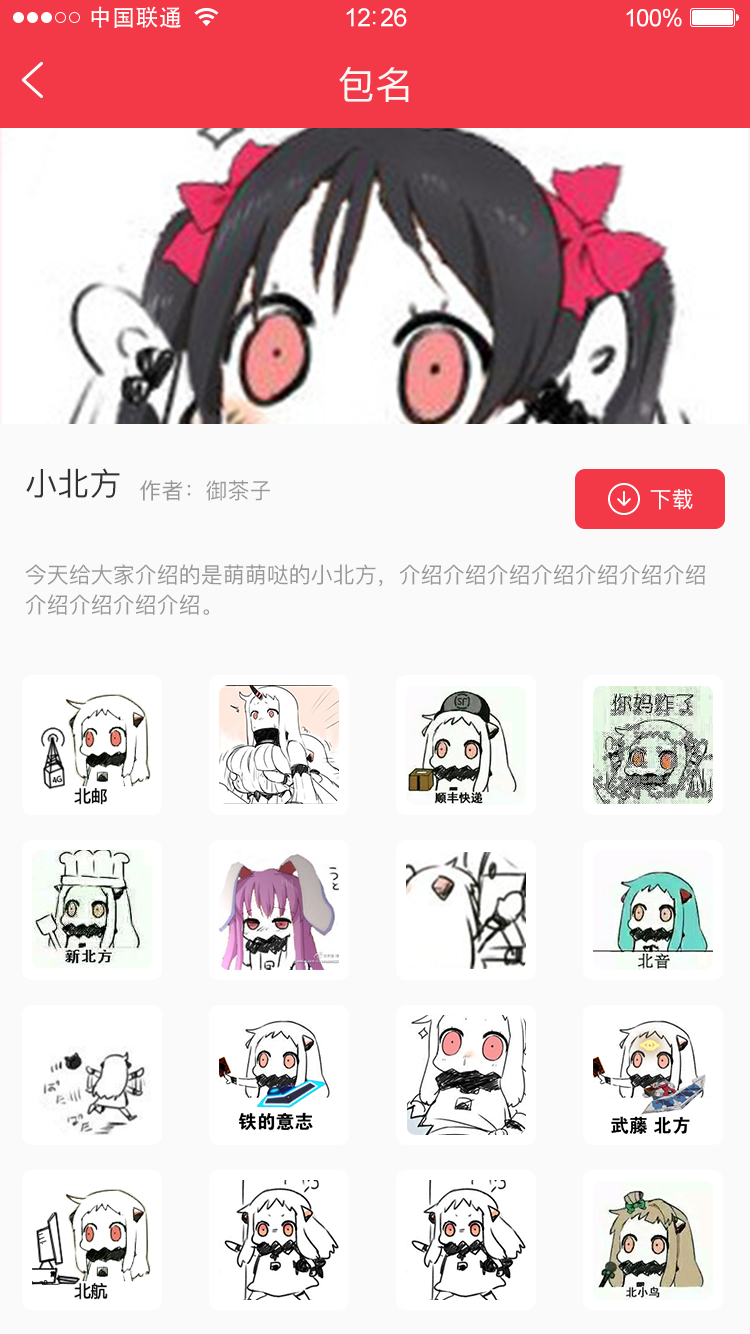 中国联通
12:26
100%
包名
小北方
作者：御茶子
下载
今天给大家介绍的是萌萌哒的小北方，介绍介绍介绍介绍介绍介绍介绍
介绍介绍介绍介绍。
4G
北邮
SF
顺丰快递
你妈炸了
新北方
つっと
北音
ぱた
ぱた
铁的意志
武藤 北方
北航
北小鸟